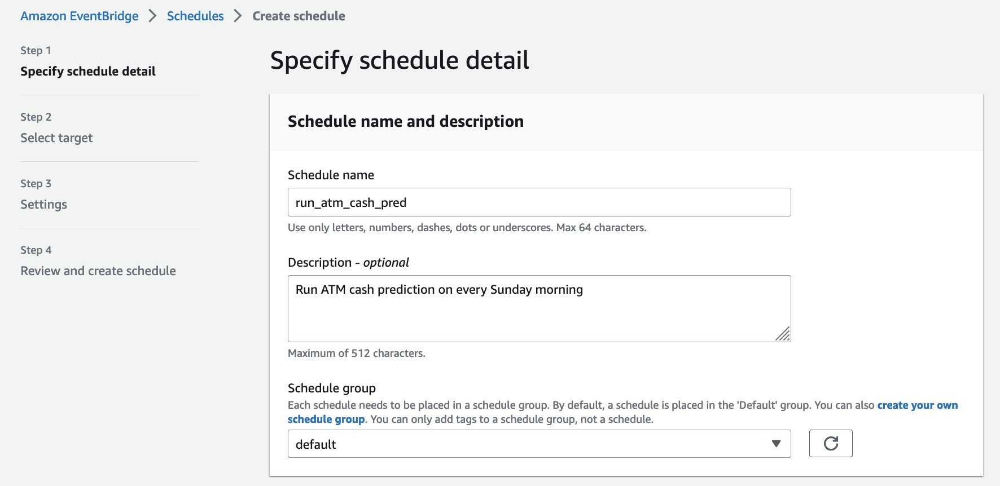 Amazon EventBridge > Schedules > Create schedule
Step 1
Specify schedule detail
Step 2
Select target
Step 3
Settings
Step 4
Review and create schedule
Specify schedule detail
Schedule name and description
Schedule name
run_atm_cash_pred
Use only letters, numbers, dashes, dots or underscores. Max 64 characters.
Description - optional
Run ATM cash prediction on every Sunday morning
Maximum of 512 characters.
Schedule group
Each schedule needs to be placed in a schedule group. By default, a schedule is placed in the 'Default' group. You can also create your own
schedule group. You can only add tags to a schedule group, not a schedule.
default